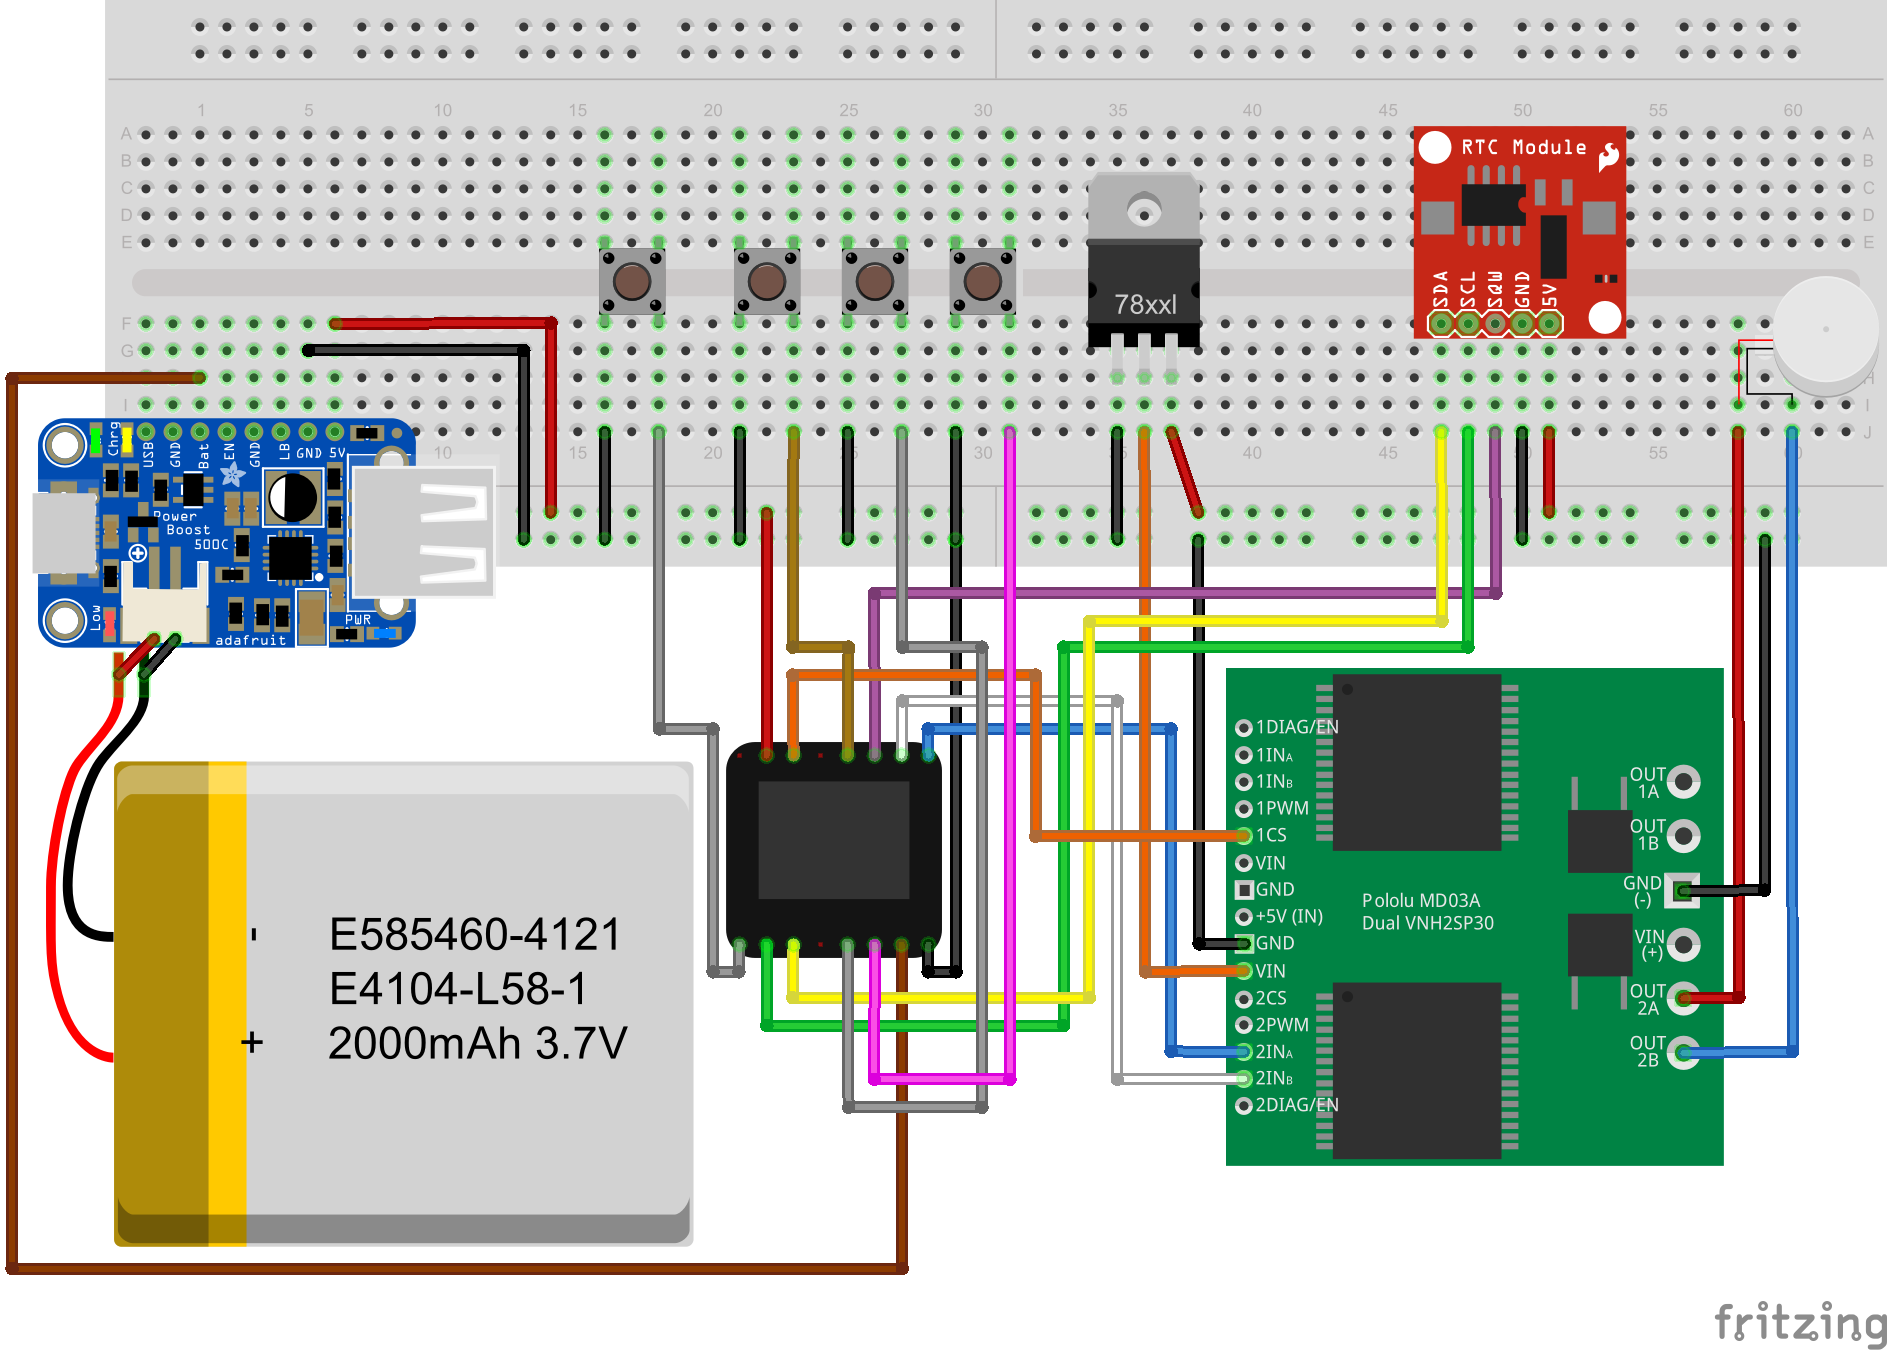 1 5 10 15 20 25 30 35 40 45 50 55 60
A A
B B
C C
D D
E E
F
G
H
I I
J J
10 15 20 25 30 35 40 45 50 55 60
RTC Module
SDA
SCL
SQW
GND
5V
78xxl
Chrg
USB
GND
Bat
EN
GND
LB
GND
5V
Power
Boost
500C
Low
adafruit
PWR
-
+
E585460-4121
E4104-L58-1
2000mAh 3.7V
1DIAG/EN
1INA
1INB
1PWM
1CS
VIN
GND
+5V (IN)
GND
VIN
2CS
2PWM
2INA
2INB
2DIAG/EN
Pololu MD03A
Dual VNH2SP30
OUT
1A
OUT
1B
GND
(-)
VIN
(+)
OUT
2A
OUT
2B
fritzing